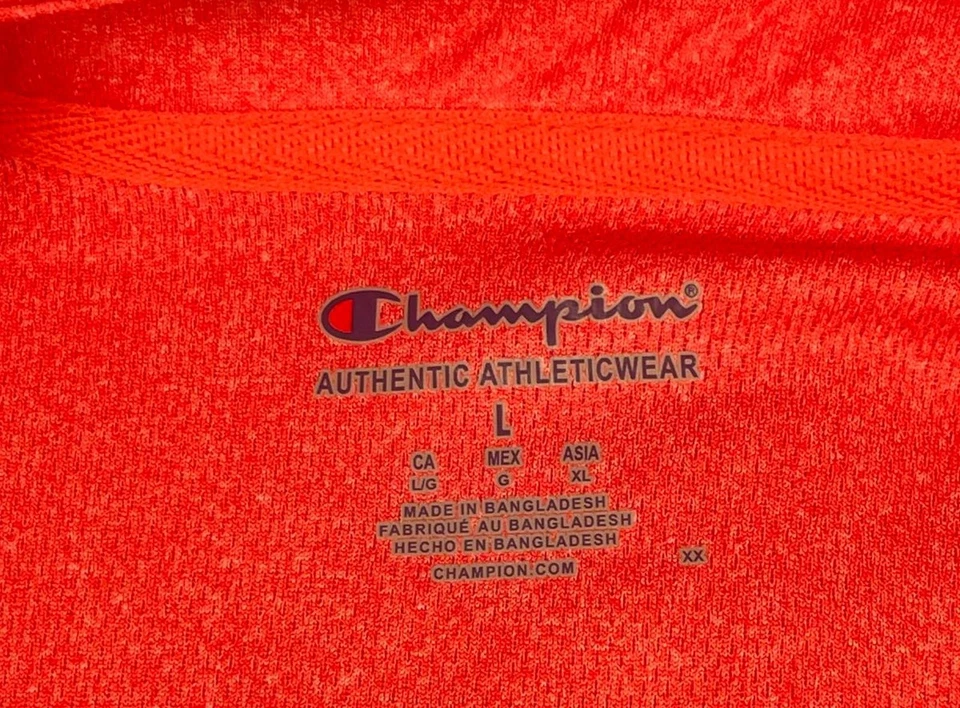 Champion®
AUTHENTIC ATHLETICWEAR
L
CA MEX ASIA
L/G G XL
MADE IN BANGLADESH
FABRIQUÉ AU BANGLADESH
HECHO EN BANGLADESH
XX
CHAMPION.COM